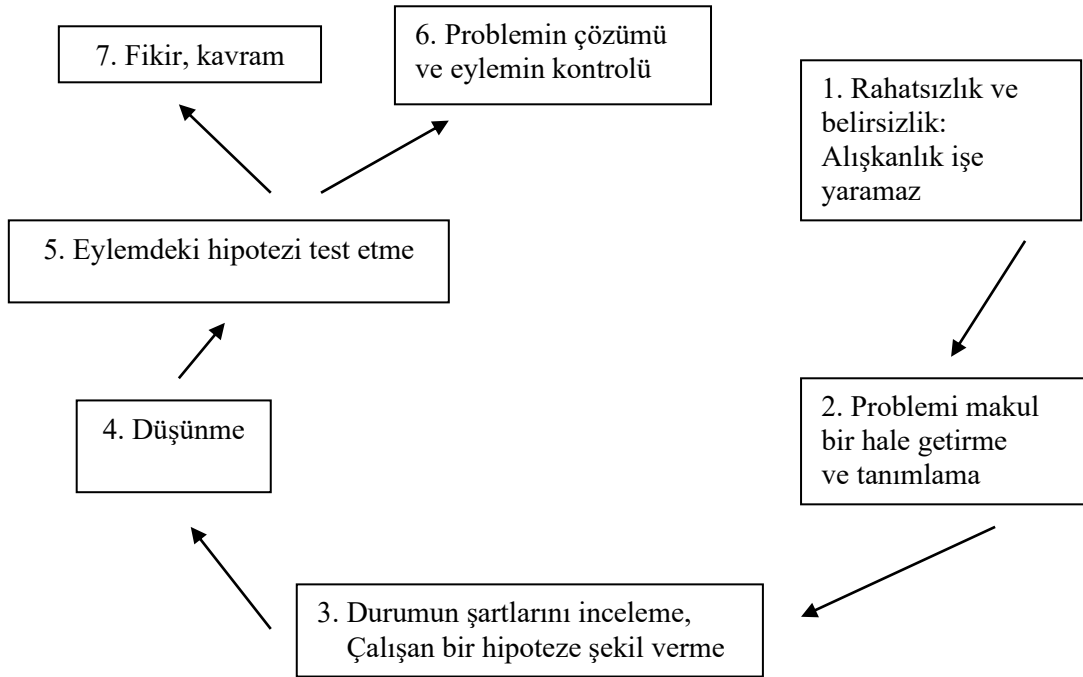 7. Fikir, kavram
6. Problemin çözümü
ve eylemin kontrolü
1. Rahatsızlık ve
belirsizlik:
Alışkanlık işe
yaramaz
5. Eylemdeki hipotezi test etme
4. Düşünme
2. Problemi makul
bir hale getirme
ve tanımlama
3. Durumun şartlarını inceleme,
Çalışan bir hipoteze şekil verme